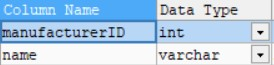 Column Name Data Type
manufacturerID int
name varchar